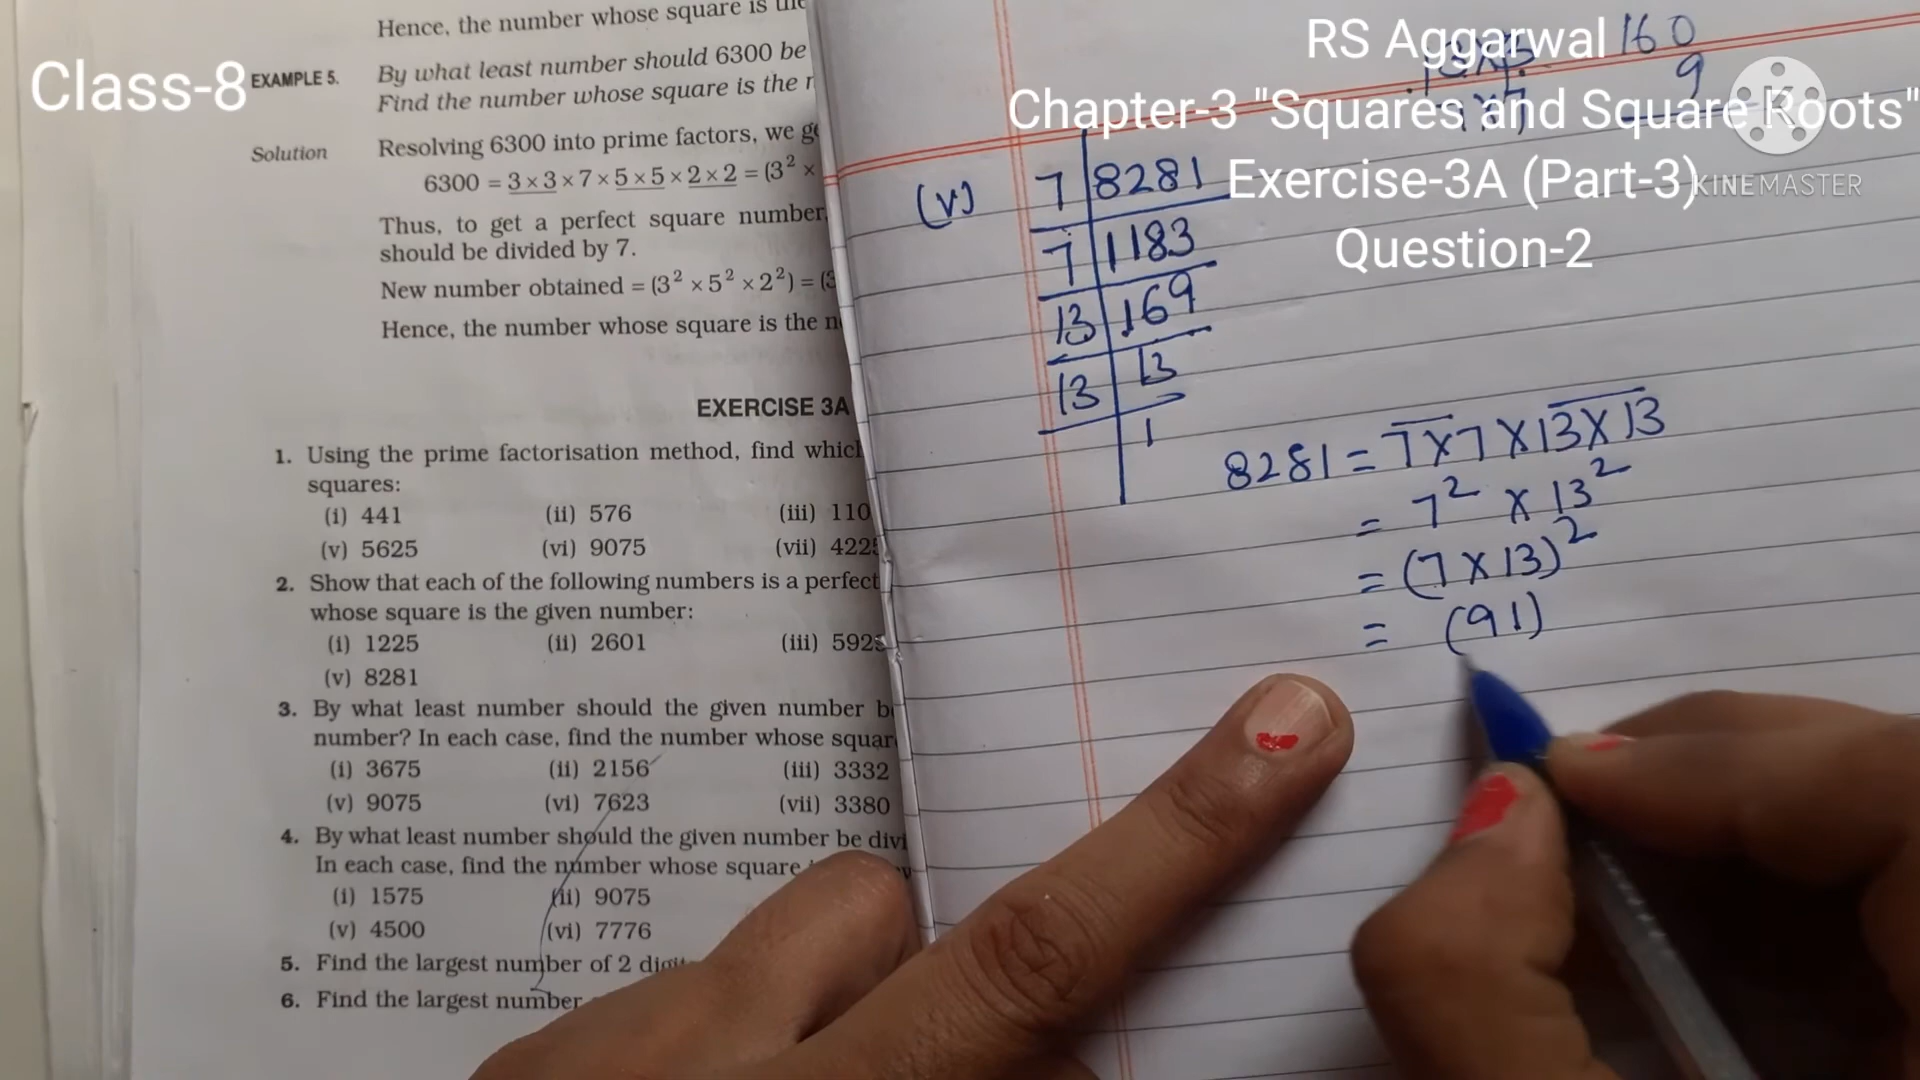 Class-8
RS Aggarwal
Chapter-3 "Squares and Square Roots"
Exercise-3A (Part-3)
Question-2
KINEMASTER
Hence, the number whose square is the
EXAMPLE 5. By what least number should 6300 be
Find the number whose square is the
Solution Resolving 6300 into prime factors, we
6300 = 3 × 3 × 7 × 5 × 5 × 2 × 2 = (3² ×
Thus, to get a perfect square number,
should be divided by 7.
New number obtained = (3² × 5² × 2²) = (3
Hence, the number whose square is the
EXERCISE 3A
1. Using the prime factorisation method, find which
squares:
(i) 441 (ii) 576 (iii) 110
(v) 5625 (vi) 9075 (vii) 422
2. Show that each of the following numbers is a perfect
whose square is the given number:
(i) 1225 (ii) 2601 (iii) 592
(v) 8281
3. By what least number should the given number
number? In each case, find the number whose
(i) 3675 (ii) 2156 (iii) 3332
(v) 9075 (vi) 7623 (vii) 3380
4. By what least number should the given number be
In each case, find the number whose square
(i) 1575 (ii) 9075
(v) 4500 (vi) 7776
5. Find the largest number of 2
6. Find the largest number
160
9
(v) 7 8281
7 1183
13 169
13 13
1
8281 = 7 × 7 × 13 × 13
= 7² × 13²
= (7 × 13)²
= (91)